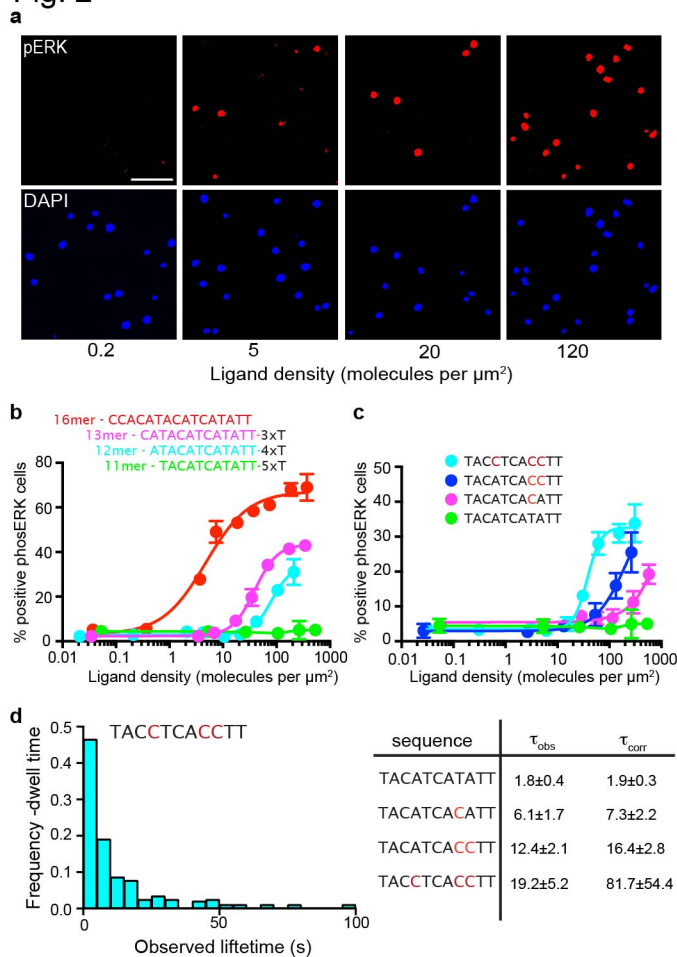 a
pERK
DAPI
0.2 5 20 120
Ligand density (molecules per µm²)
b
16mer - CCACATACATCATATT
13mer - CATACATCATATT-3xT
12mer - ATACATCATATT-4xT
11mer - TACATCATATT-5xT
80
60
40
20
0
% positive phosERK cells
0.01 0.1 1 10 100 1000
Ligand density (molecules per µm²)
c
TACCTCACCTT
TACATCACCTT
TACATCACATT
TACATCATATT
50
40
30
20
10
0
% positive phosERK cells
0.01 0.1 1 10 100 1000
Ligand density (molecules per µm²)
d
TACCTCACCTT
0.5
0.4
0.3
0.2
0.1
0.0
Frequency -dwell time
0 50 100
Observed liftetime (s)
sequence τobs τcorr
TACATCATATT 1.8±0.4 1.9±0.3
TACATCACATT 6.1±1.7 7.3±2.2
TACATCACCTT 12.4±2.1 16.4±2.8
TACCTCACCTT 19.2±5.2 81.7±54.4